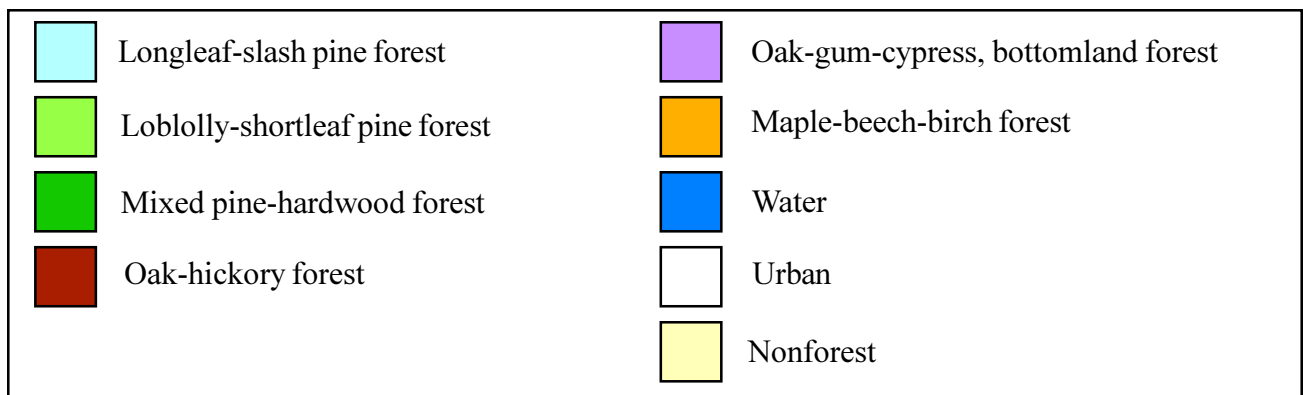 Longleaf-slash pine forest
Loblolly-shortleaf pine forest
Mixed pine-hardwood forest
Oak-hickory forest
Oak-gum-cypress, bottomland forest
Maple-beech-birch forest
Water
Urban
Nonforest